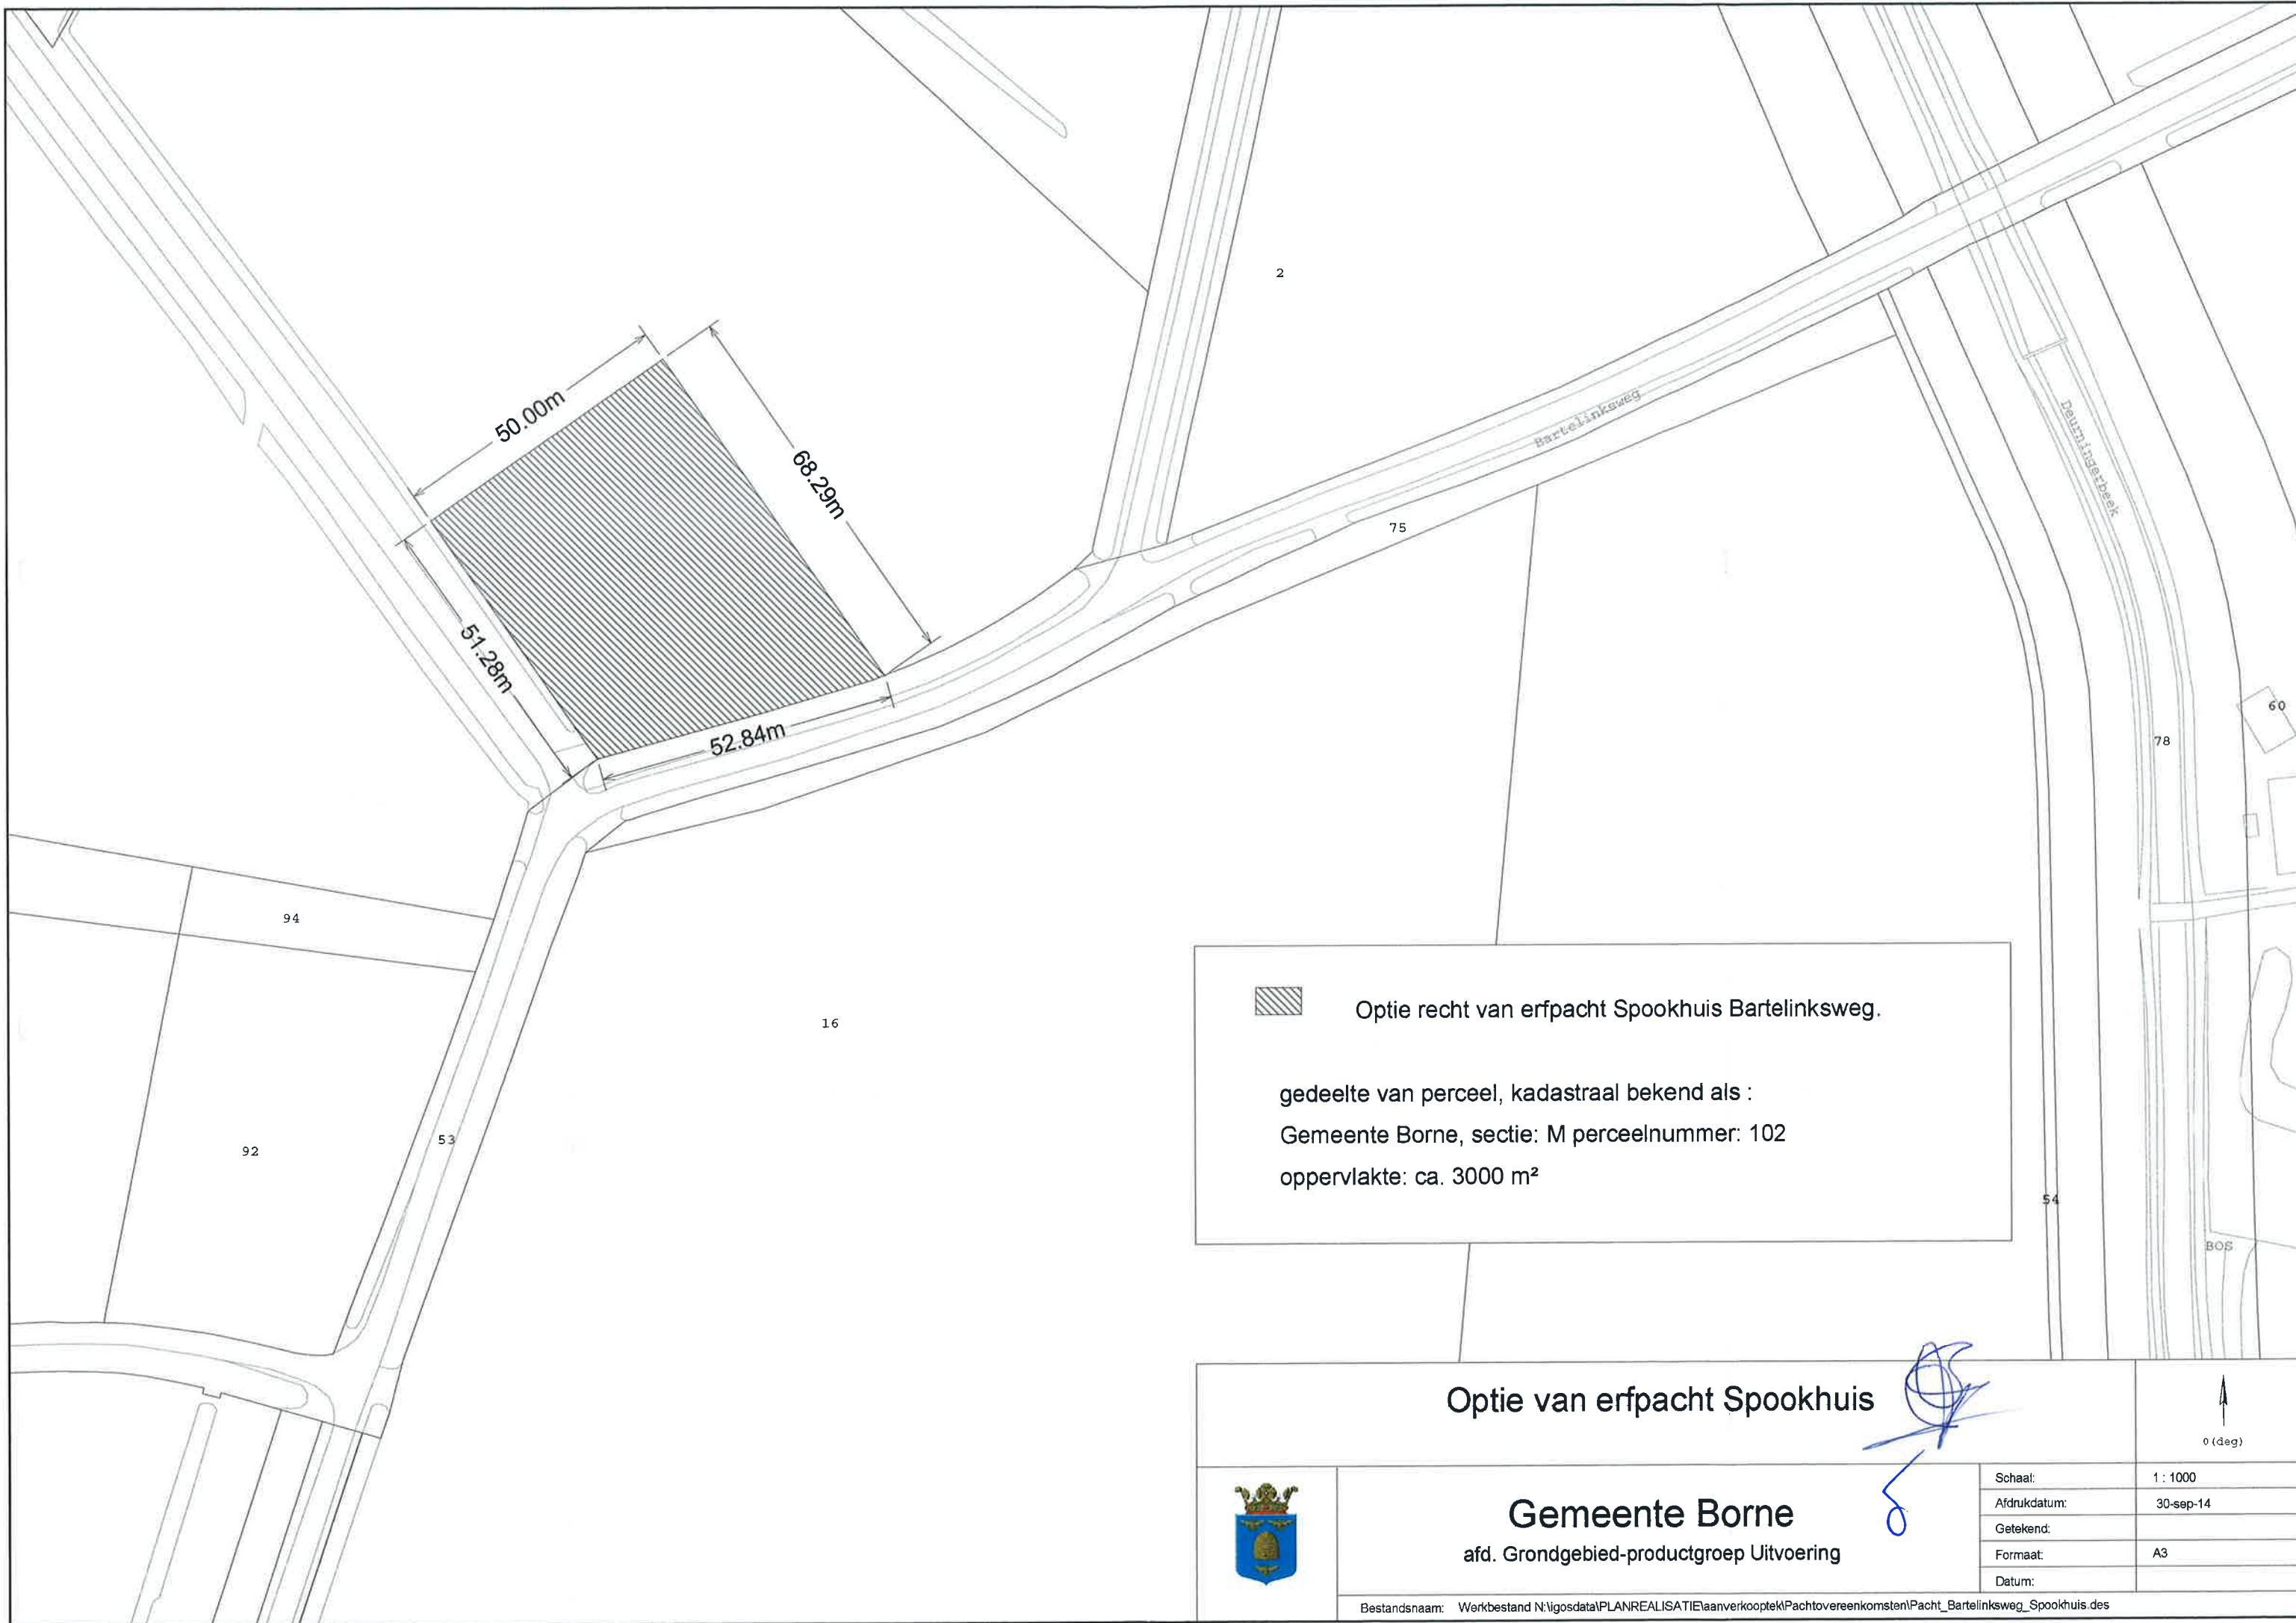 2
50.00m
68.29m
Bartelinksweg
Deurningerbeek
75
51.28m
52.84m
60
78
94
16
92
53
54
BOS
Optie recht van erfpacht Spookhuis Bartelinksweg.
gedeelte van perceel, kadastraal bekend als :
Gemeente Borne, sectie: M perceelnummer: 102
oppervlakte: ca. 3000 m²
Optie van erfpacht Spookhuis
0 (deg)
Gemeente Borne
afd. Grondgebied-productgroep Uitvoering
Schaal: 1 : 1000
Afdrukdatum: 30-sep-14
Getekend:
Formaat: A3
Datum:
Bestandsnaam: Werkbestand N:\igosdata\PLANREALISATIE\aanverkooptek\Pachtovereenkomsten\Pacht_Bartelinksweg_Spookhuis.des